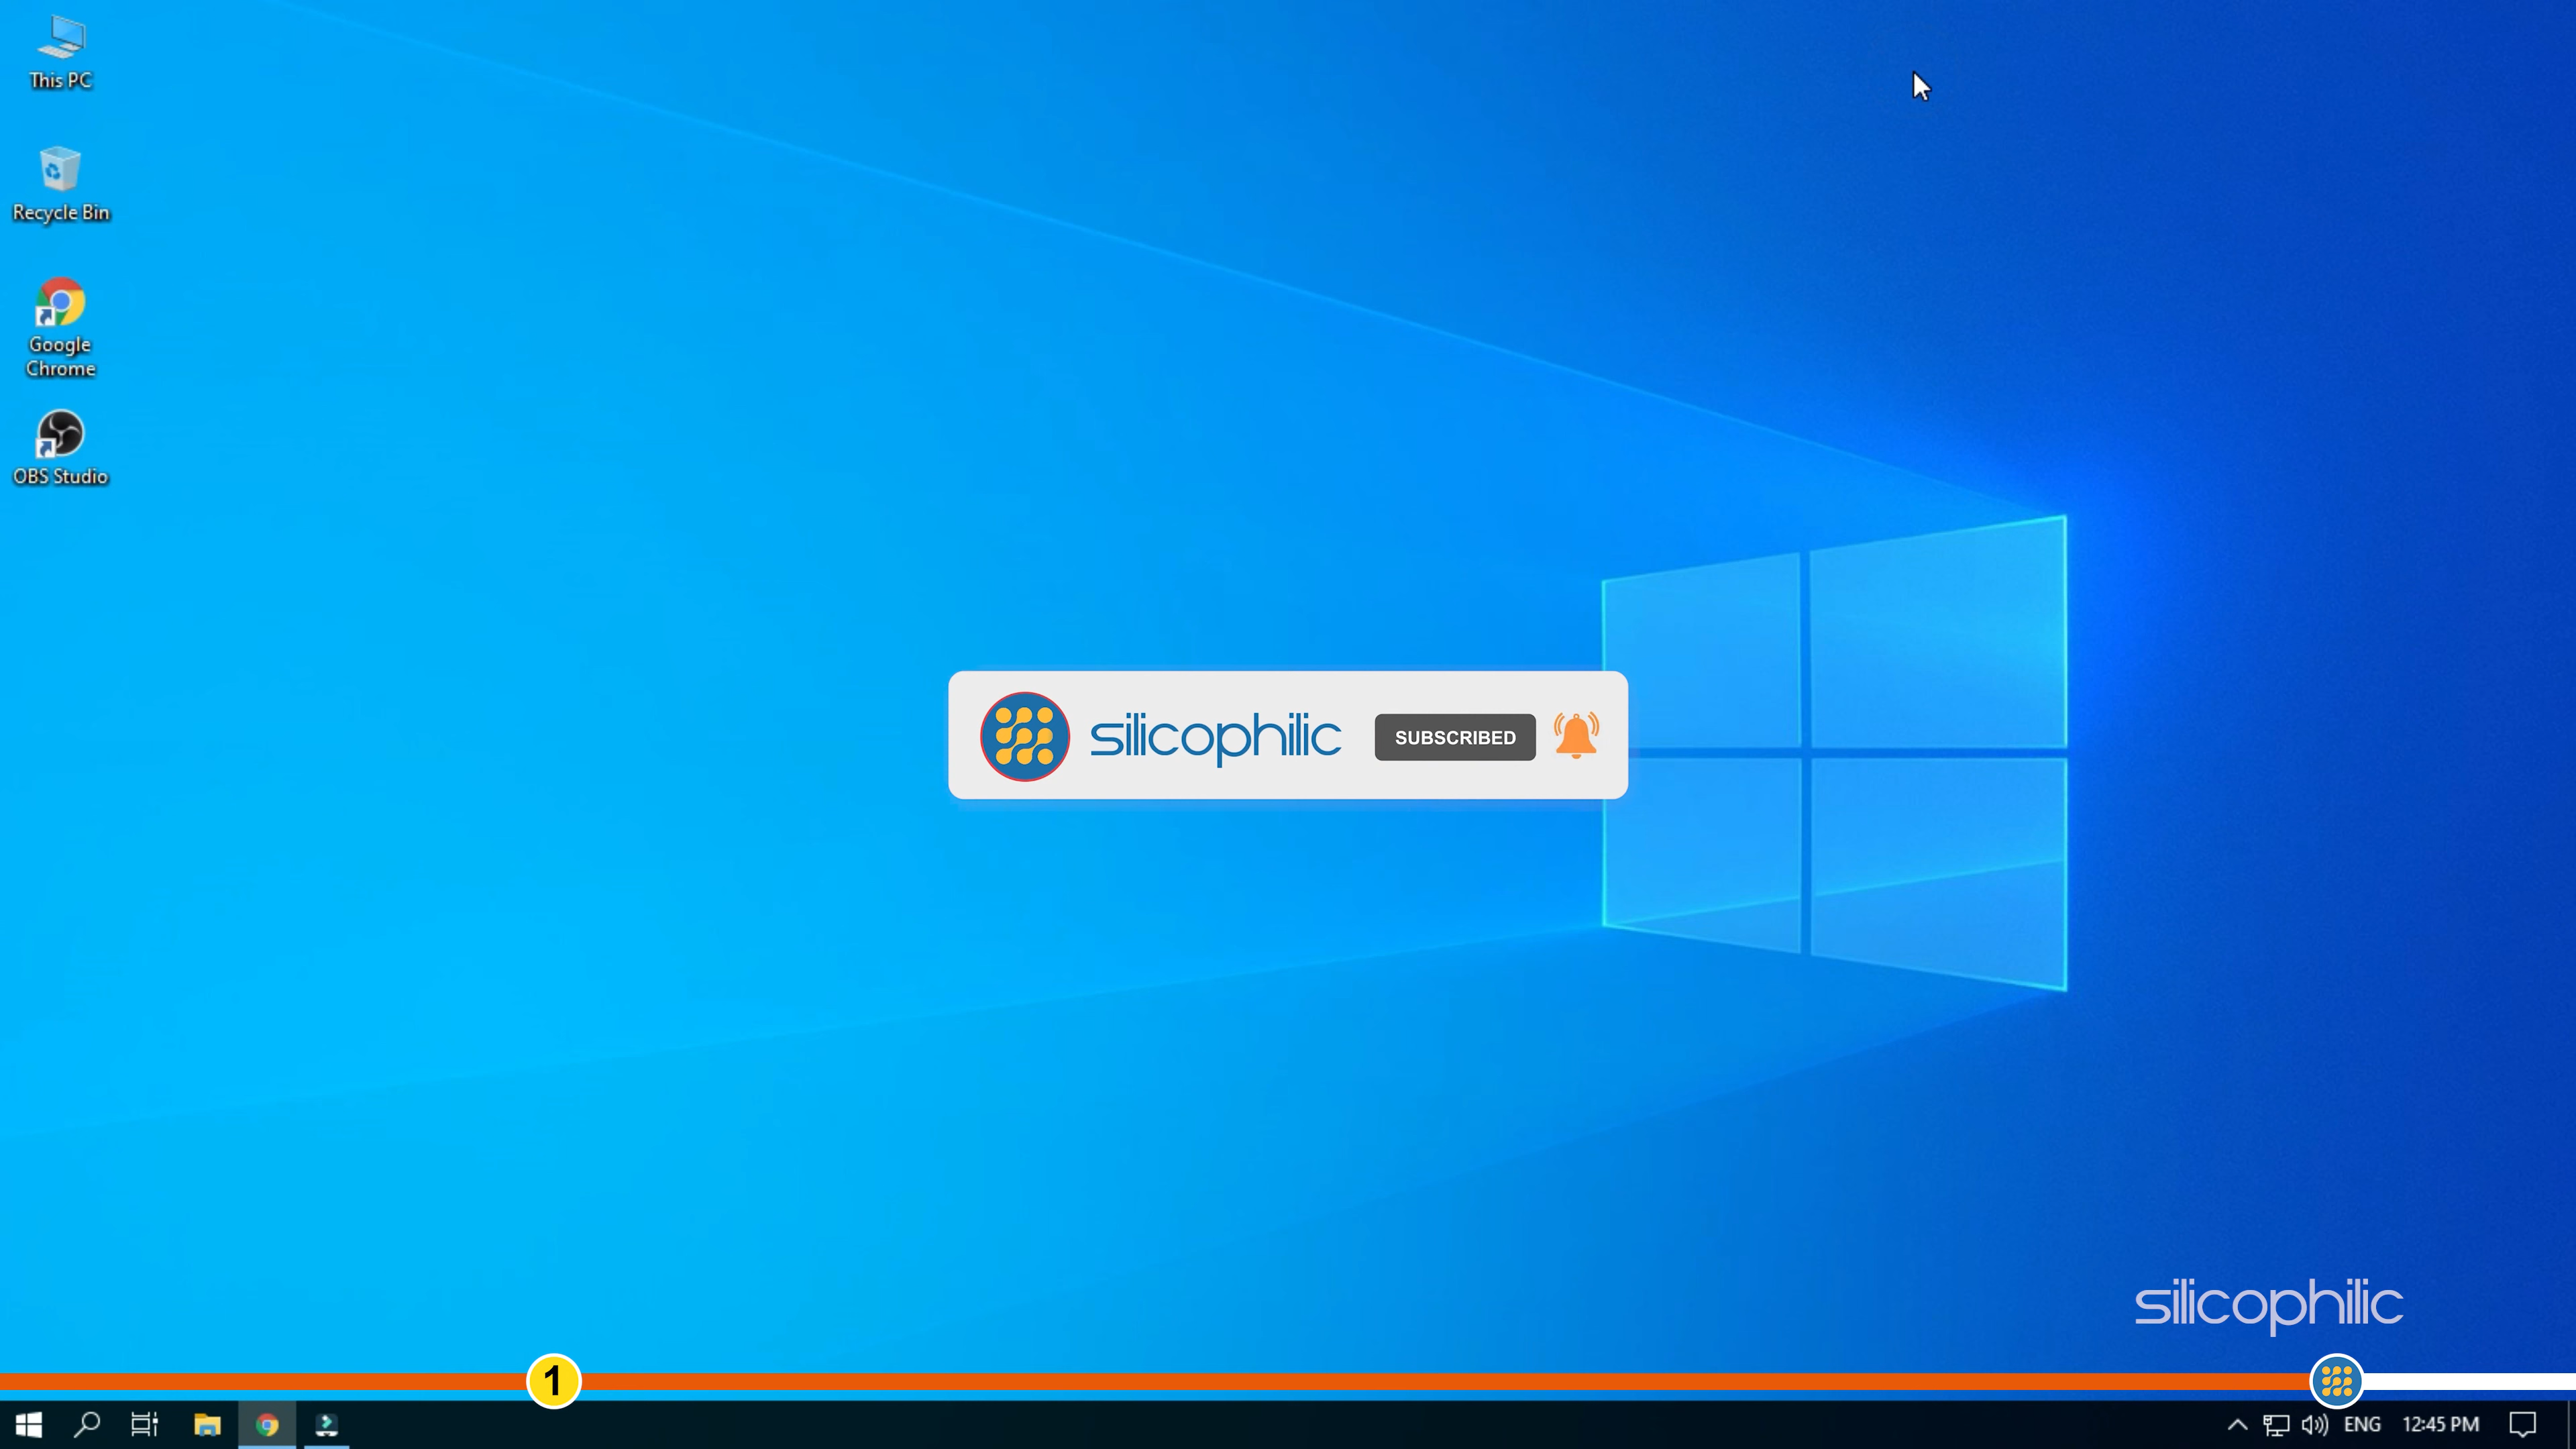 This PC
Recycle Bin
Google
Chrome
OBS Studio
silicophilic
SUBSCRIBED
silicophilic
1
ENG
12:45 PM